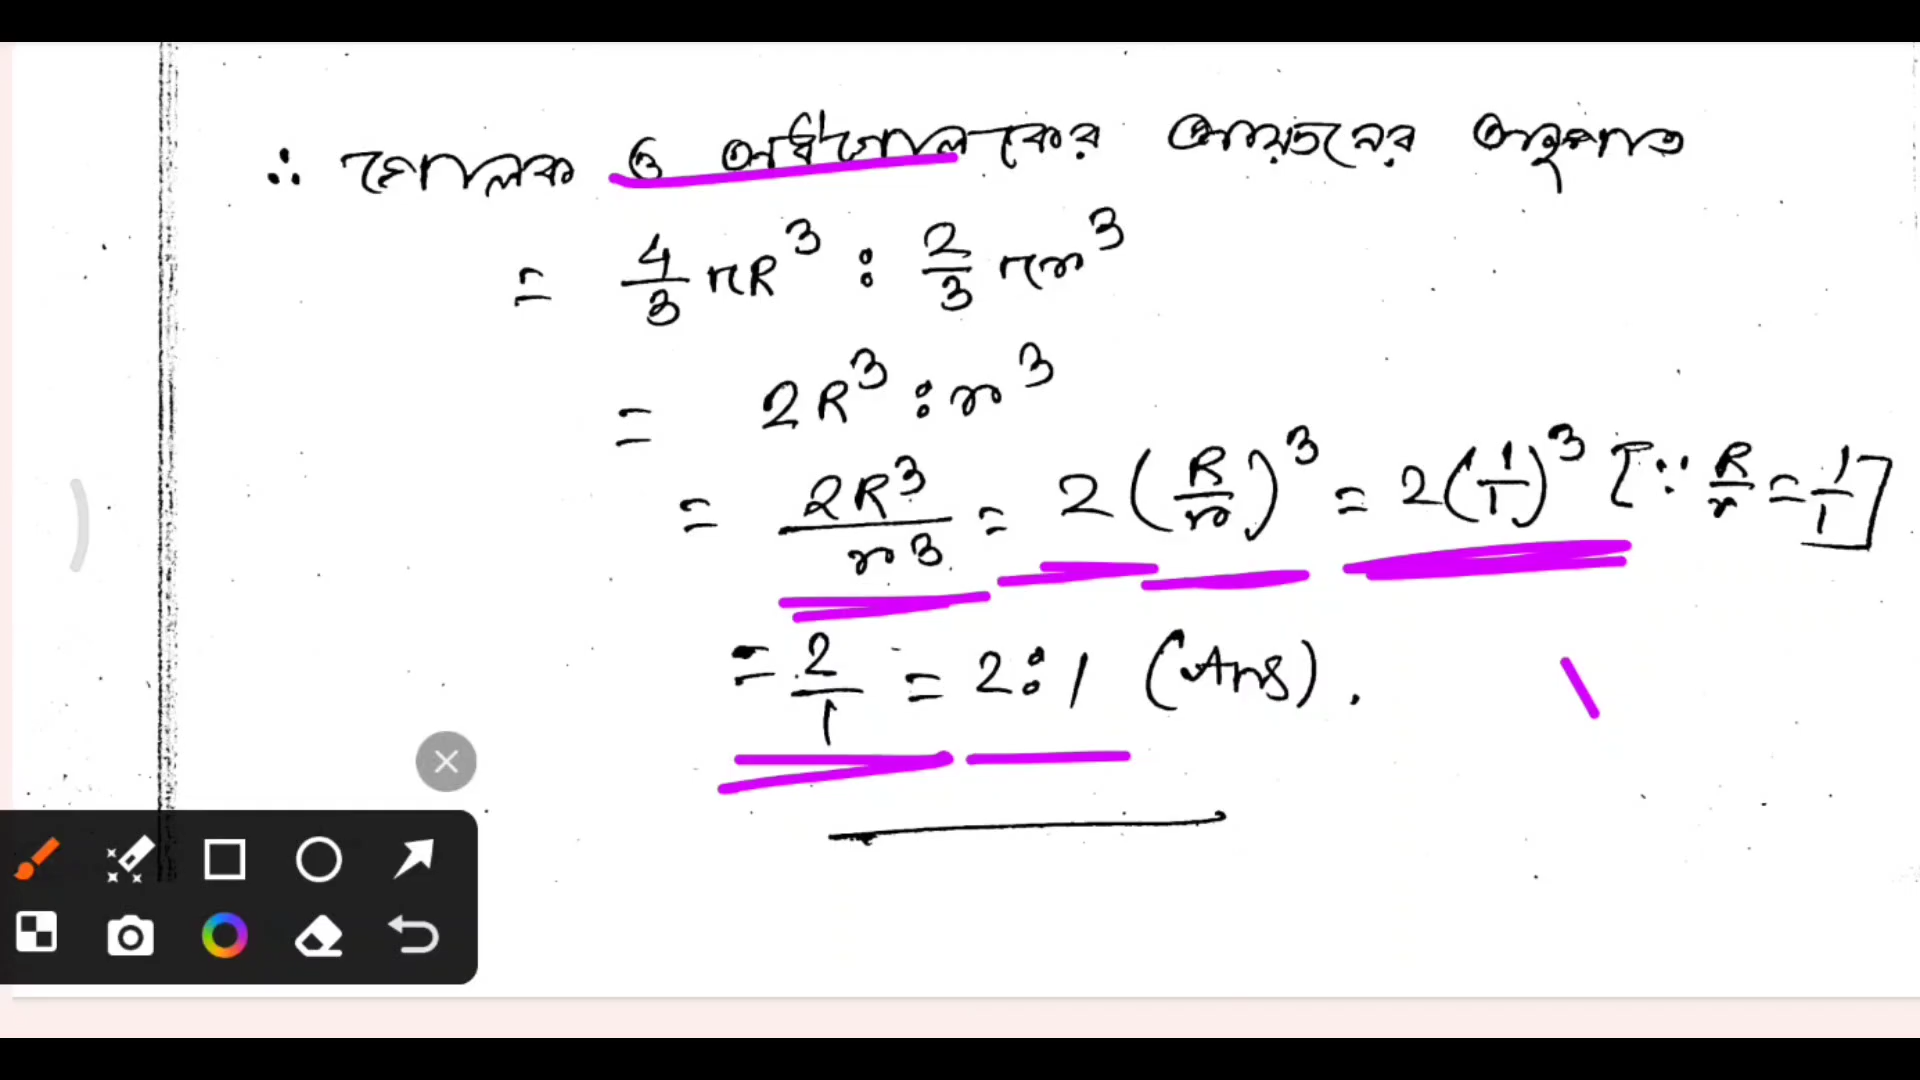 ∴ গোলক ও অর্ধগোলকের আয়তনের অনুপাত
= 4/3 πR³ : 2/3 πr³
= 2R³ : r³
= 2R³/r³ = 2(R/r)³ = 2(1/1)³ [∵ R/r = 1/1]
= 2/1 = 2:1 (Ans).